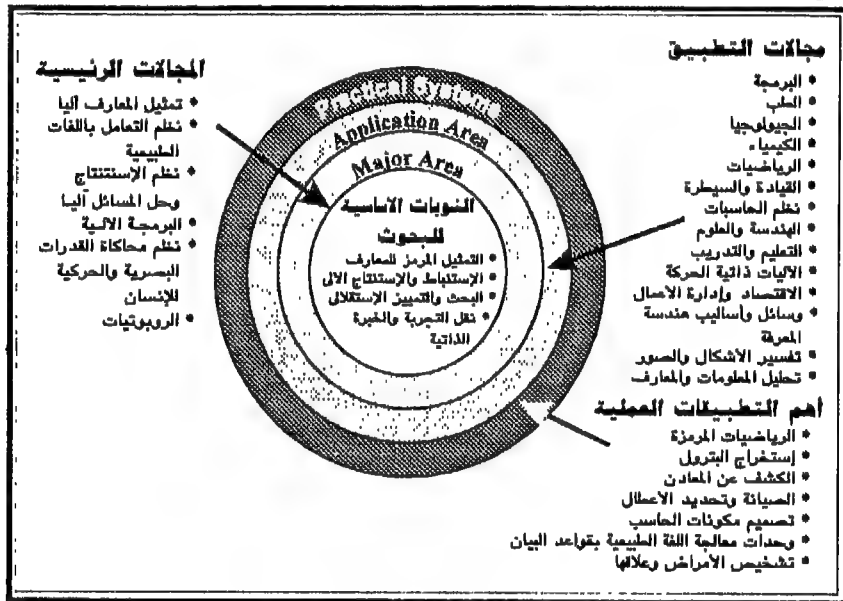 مجالات التطبيق
* البرمجة
* الطب
* الجيولوجيا
* الكيمياء
* الرياضيات
* القيادة والسيطرة
* نظم الحاسبات
* الهندسة والعلوم
* التعليم والتدريب
* الآليات ذاتية الحركة
* الاقتصاد وإدارة الأعمال
* وسائل وأساليب هندسة
المعرفة
* تفسير الأشكال والصور
* تحليل المعلومات والمعارف
المجالات الرئيسية
* تمثيل المعارف آليا
* نظم التعامل باللغات
الطبيعية
* نظم الإستنتاج
وحل المسائل آليا
* البرمجة الآلية
* نظم محاكاة القدرات
البصرية والحركية
للإنسان
* الروبوتيات
Practical Systems
Application Area
Major Area
النويات الاساسية
للبحوث
* التمثيل المرمز للمعارف
* الإستنباط والإستنتاج الآلى
* البحث والتمييز الإستقلالى
* نقل التجربة والخبرة
الذاتية
أهم التطبيقات العملية
* الرياضيات المرمزة
* إستخراج البترول
* الكشف عن المعادن
* الصيانة وتحديد الأعطال
* تصميم مكونات الحاسب
* وحدات معالجة اللغة الطبيعية بقواعد البيان
* تشخيص الأمراض وعلاقها